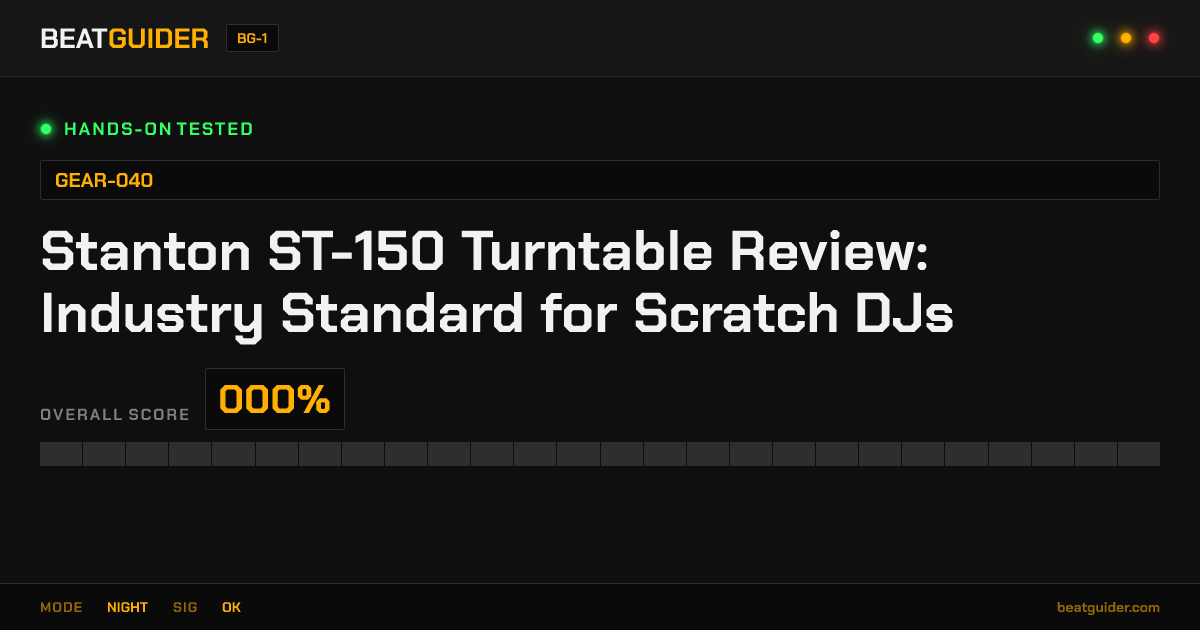 BEATGUIDER BG-1
HANDS-ON TESTED
GEAR-040
Stanton ST-150 Turntable Review:
Industry Standard for Scratch DJs
OVERALL SCORE 000%
MODE NIGHT SIG OK beatguider.com